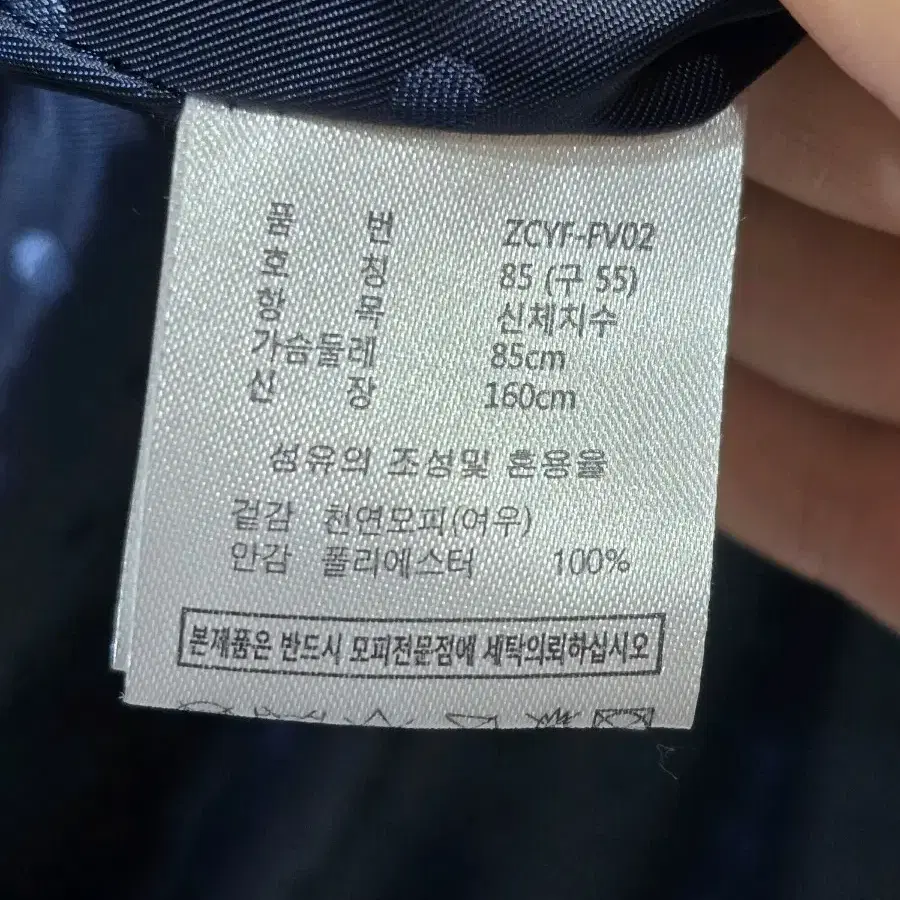 품 번 ZCYF-FV02
호 칭 85 (구 55)
항 목 신체지수
가슴둘레 85cm
신 장 160cm
섬유의 조성및 혼용율
겉감 천연모피(여우)
안감 폴리에스터 100%
본제품은 반드시 모피전문점에 세탁의뢰하십시오